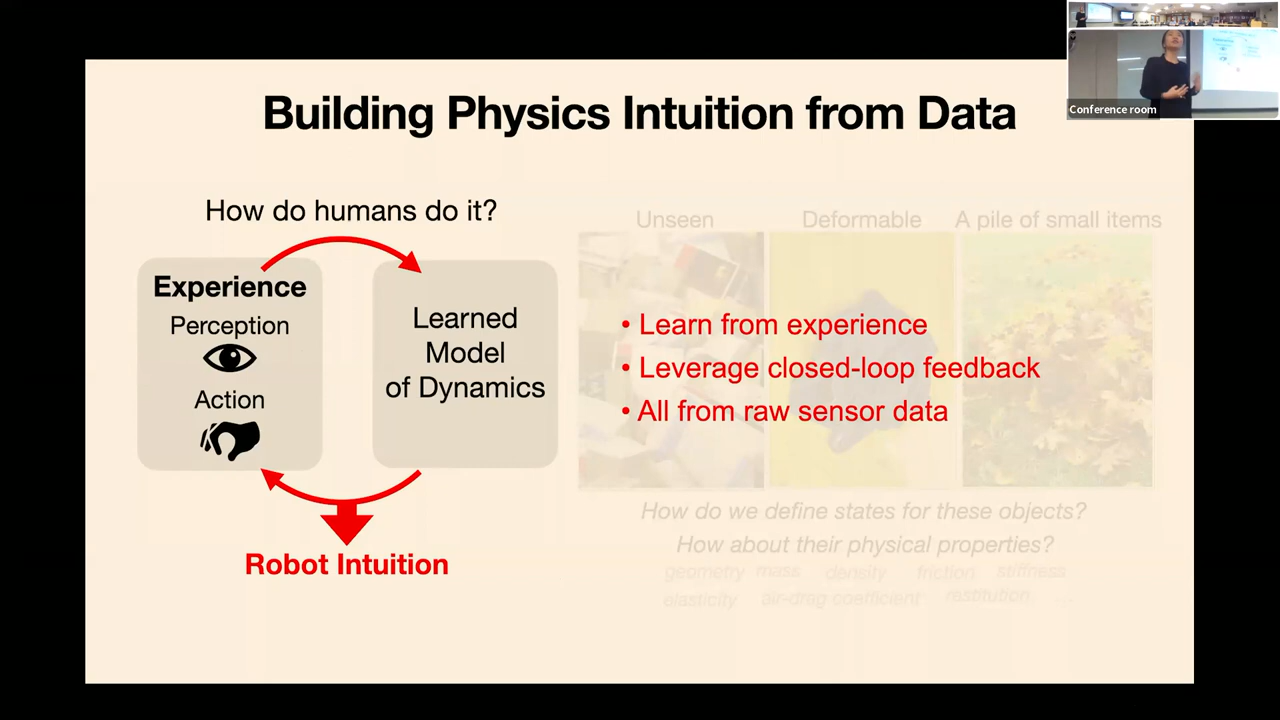 Building Physics Intuition from Data
Conference room
How do humans do it?
Experience
Perception
Action
Learned
Model
of Dynamics
Robot Intuition
Unseen
Deformable
A pile of small items
• Learn from experience
• Leverage closed-loop feedback
• All from raw sensor data
How do we define states for these objects?
How about their physical properties?
geometry mass density friction stiffness
elasticity air-drag coefficient restitution ...